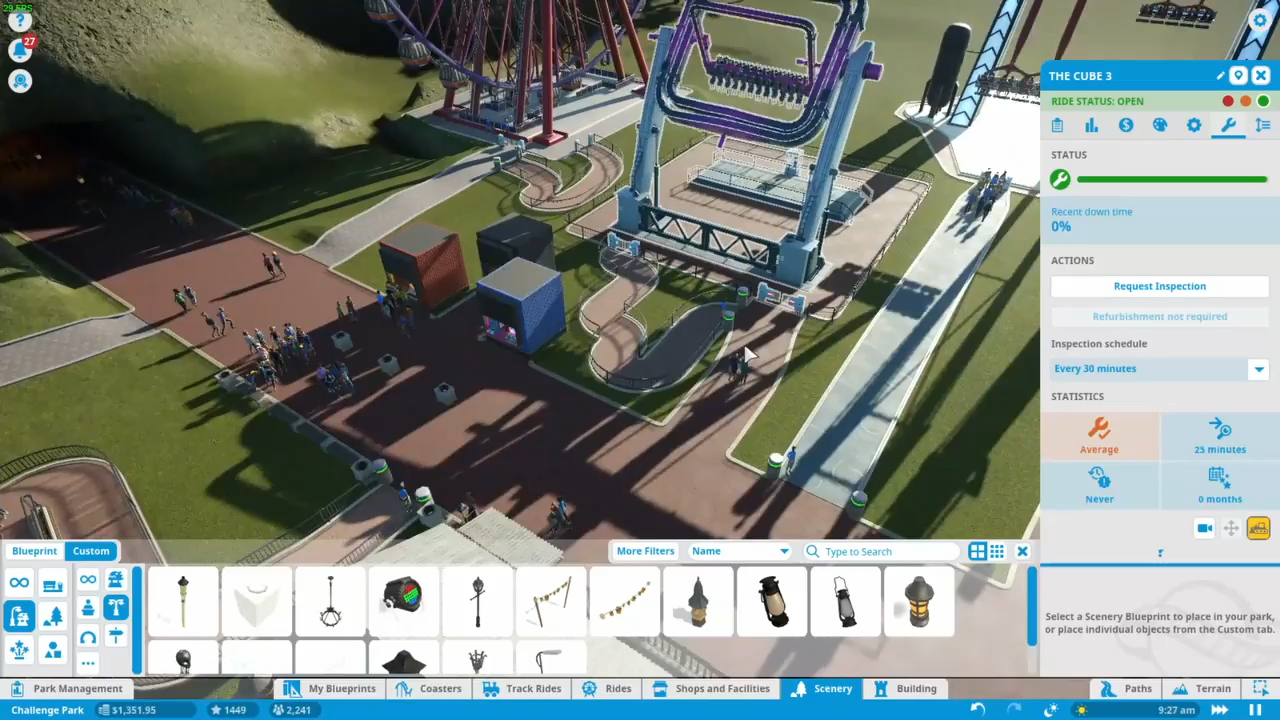 29 FPS
?
27
THE CUBE 3
RIDE STATUS: OPEN
STATUS
Recent down time
0%
ACTIONS
Request Inspection
Refurbishment not required
Inspection schedule
Every 30 minutes
STATISTICS
Average
25 minutes
Never
0 months
Blueprint
Custom
More Filters
Name
Type to Search
Select a Scenery Blueprint to place in your park,
or place individual objects from the Custom tab.
Park Management
My Blueprints
Coasters
Track Rides
Rides
Shops and Facilities
Scenery
Building
Paths
Terrain
Challenge Park
$1,351.95
1449
2,241
9:27 am